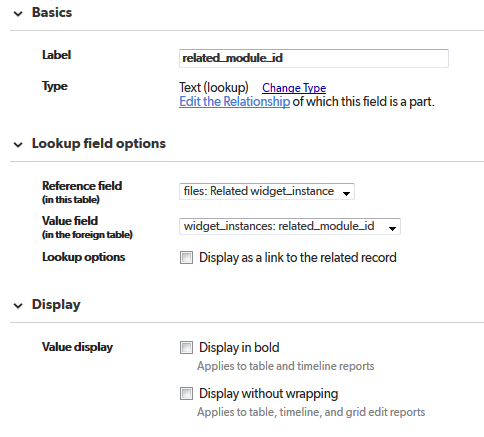 Basics
Label related_module_id
Type Text (lookup) Change Type
Edit the Relationship of which this field is a part.
Lookup field options
Reference field files: Related widget_instance
(in this table)
Value field widget_instances: related_module_id
(in the foreign table)
Lookup options Display as a link to the related record
Display
Value display Display in bold
Applies to table and timeline reports
Display without wrapping
Applies to table, timeline, and grid edit reports